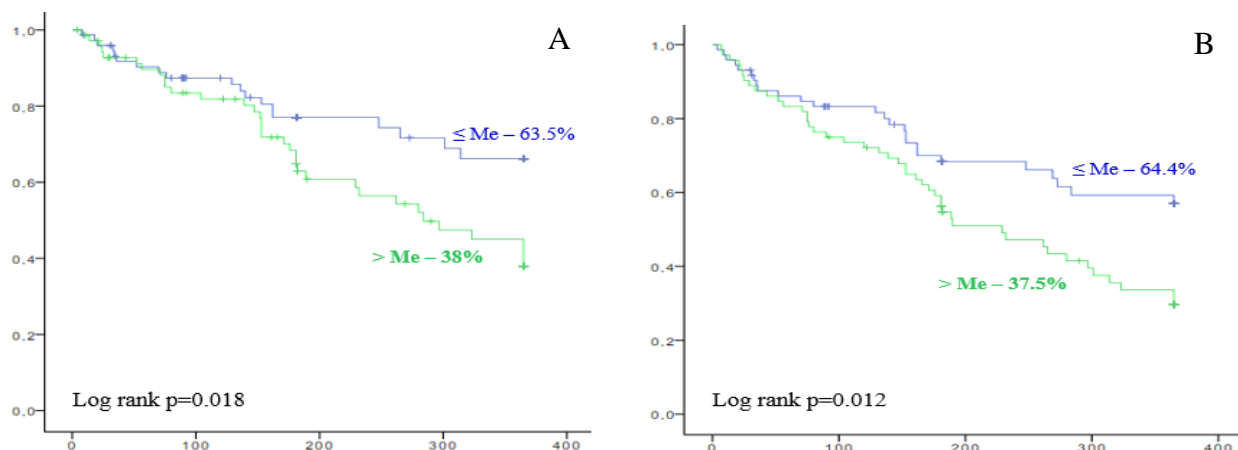 A
1.0
0.8
0.6
0.4
0.2
0.0
≤ Me – 63.5%
> Me – 38%
Log rank p=0.018
0 100 200 300 400
B
1.0
0.8
0.6
0.4
0.2
0.0
≤ Me – 64.4%
> Me – 37.5%
Log rank p=0.012
0 100 200 300 400